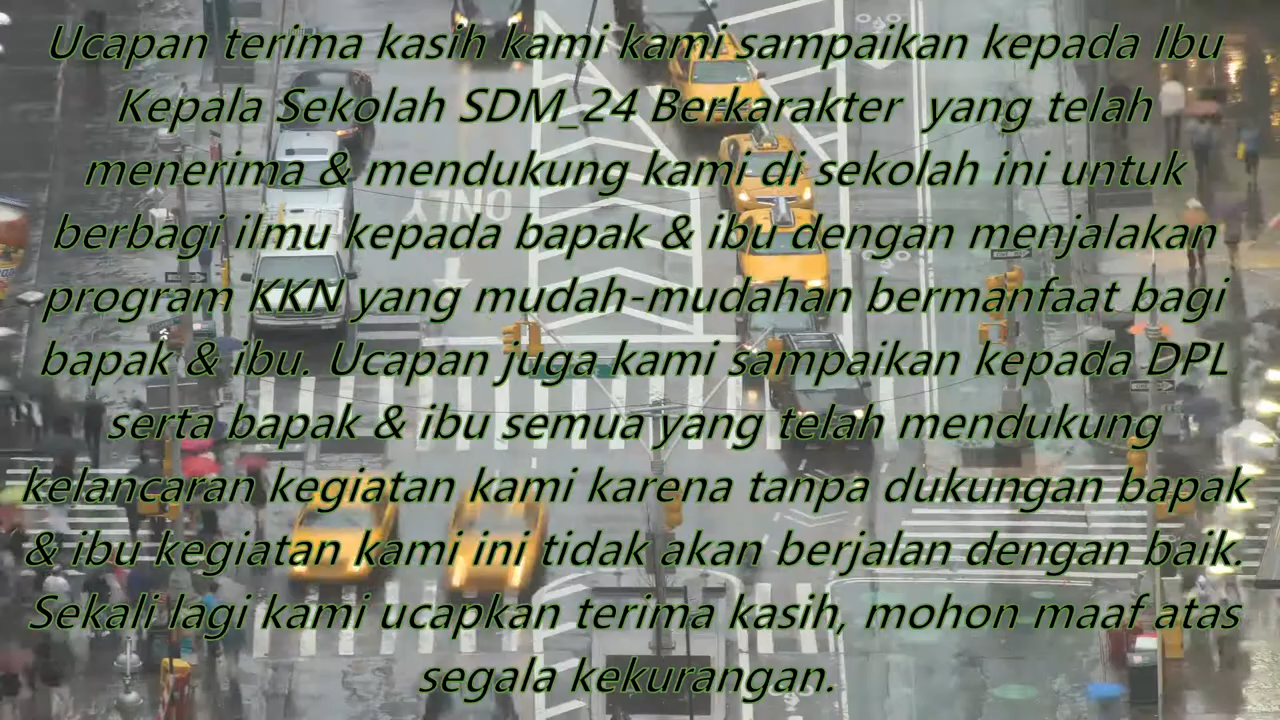 Ucapan terima kasih kami kami sampaikan kepada Ibu
Kepala Sekolah SDM_24 Berkarakter yang telah
menerima & mendukung kami di sekolah ini untuk
berbagi ilmu kepada bapak & ibu dengan menjalakan
program KKN yang mudah-mudahan bermanfaat bagi
bapak & ibu. Ucapan juga kami sampaikan kepada DPL
serta bapak & ibu semua yang telah mendukung
kelancaran kegiatan kami karena tanpa dukungan bapak
& ibu kegiatan kami ini tidak akan berjalan dengan baik.
Sekali lagi kami ucapkan terima kasih, mohon maaf atas
segala kekurangan.
ONLY